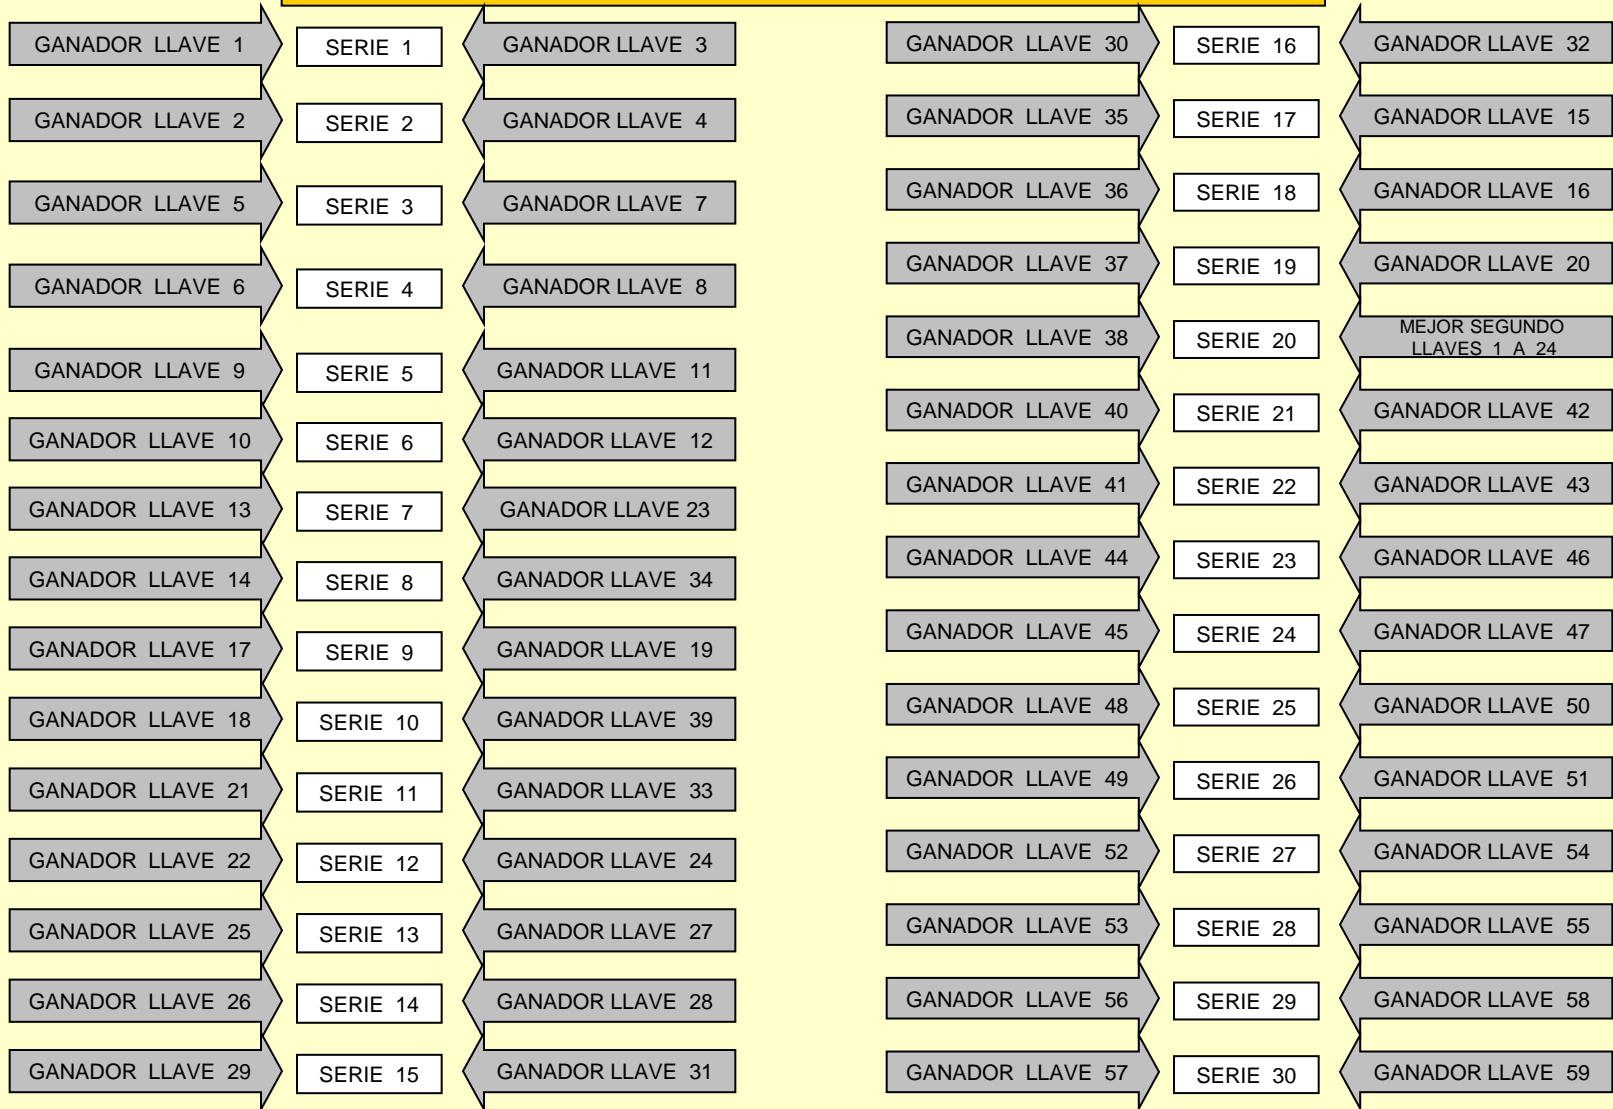 GANADOR LLAVE 1 SERIE 1 GANADOR LLAVE 3
GANADOR LLAVE 2 SERIE 2 GANADOR LLAVE 4
GANADOR LLAVE 5 SERIE 3 GANADOR LLAVE 7
GANADOR LLAVE 6 SERIE 4 GANADOR LLAVE 8
GANADOR LLAVE 9 SERIE 5 GANADOR LLAVE 11
GANADOR LLAVE 10 SERIE 6 GANADOR LLAVE 12
GANADOR LLAVE 13 SERIE 7 GANADOR LLAVE 23
GANADOR LLAVE 14 SERIE 8 GANADOR LLAVE 34
GANADOR LLAVE 17 SERIE 9 GANADOR LLAVE 19
GANADOR LLAVE 18 SERIE 10 GANADOR LLAVE 39
GANADOR LLAVE 21 SERIE 11 GANADOR LLAVE 33
GANADOR LLAVE 22 SERIE 12 GANADOR LLAVE 24
GANADOR LLAVE 25 SERIE 13 GANADOR LLAVE 27
GANADOR LLAVE 26 SERIE 14 GANADOR LLAVE 28
GANADOR LLAVE 29 SERIE 15 GANADOR LLAVE 31
GANADOR LLAVE 30 SERIE 16 GANADOR LLAVE 32
GANADOR LLAVE 35 SERIE 17 GANADOR LLAVE 15
GANADOR LLAVE 36 SERIE 18 GANADOR LLAVE 16
GANADOR LLAVE 37 SERIE 19 GANADOR LLAVE 20
GANADOR LLAVE 38 SERIE 20 MEJOR SEGUNDO
LLAVES 1 A 24
GANADOR LLAVE 40 SERIE 21 GANADOR LLAVE 42
GANADOR LLAVE 41 SERIE 22 GANADOR LLAVE 43
GANADOR LLAVE 44 SERIE 23 GANADOR LLAVE 46
GANADOR LLAVE 45 SERIE 24 GANADOR LLAVE 47
GANADOR LLAVE 48 SERIE 25 GANADOR LLAVE 50
GANADOR LLAVE 49 SERIE 26 GANADOR LLAVE 51
GANADOR LLAVE 52 SERIE 27 GANADOR LLAVE 54
GANADOR LLAVE 53 SERIE 28 GANADOR LLAVE 55
GANADOR LLAVE 56 SERIE 29 GANADOR LLAVE 58
GANADOR LLAVE 57 SERIE 30 GANADOR LLAVE 59